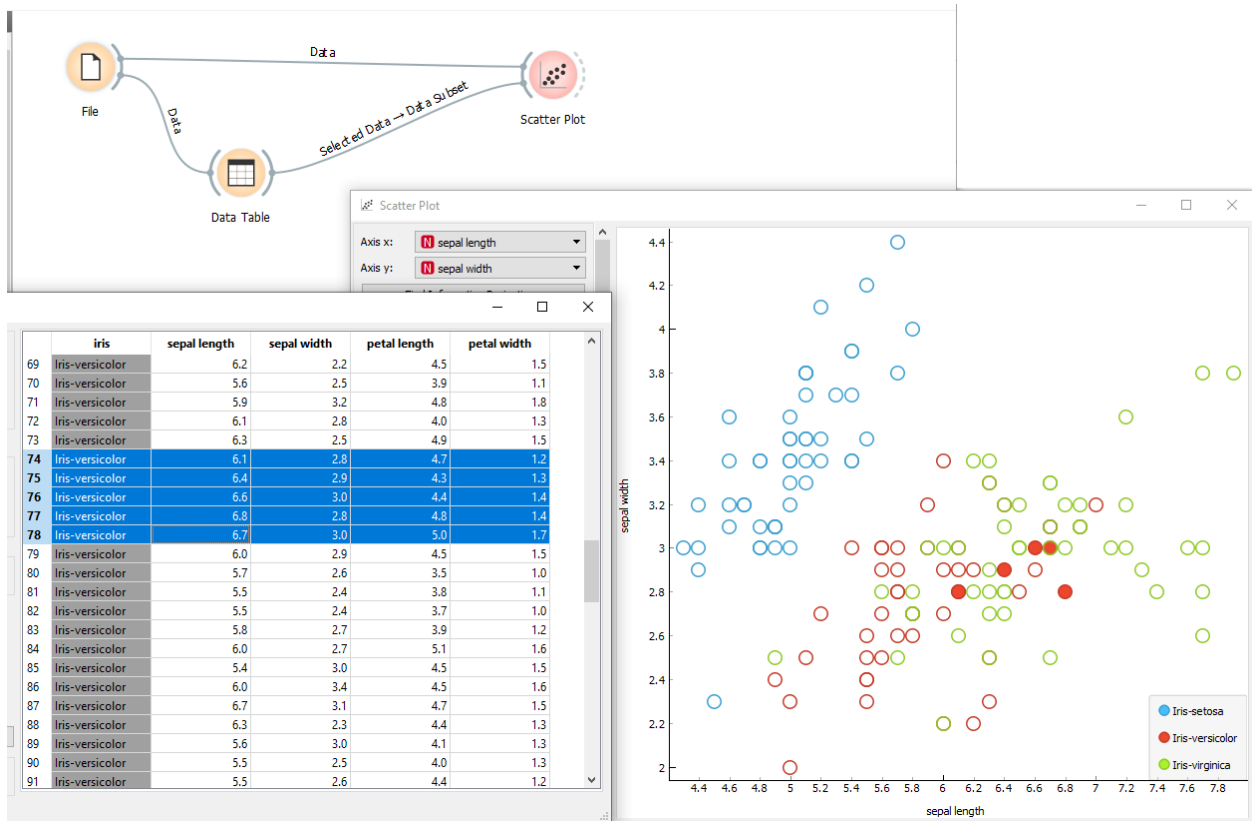 Data
File
Data
Selected Data → Data Subset
Scatter Plot
Data Table
Scatter Plot
Axis x:
N sepal length
Axis y:
N sepal width
iris sepal length sepal width petal length petal width
69 Iris-versicolor 6.2 2.2 4.5 1.5
70 Iris-versicolor 5.6 2.5 3.9 1.1
71 Iris-versicolor 5.9 3.2 4.8 1.8
72 Iris-versicolor 6.1 2.8 4.0 1.3
73 Iris-versicolor 6.3 2.5 4.9 1.5
74 Iris-versicolor 6.1 2.8 4.7 1.2
75 Iris-versicolor 6.4 2.9 4.3 1.3
76 Iris-versicolor 6.6 3.0 4.4 1.4
77 Iris-versicolor 6.8 2.8 4.8 1.4
78 Iris-versicolor 6.7 3.0 5.0 1.7
79 Iris-versicolor 6.0 2.9 4.5 1.5
80 Iris-versicolor 5.7 2.6 3.5 1.0
81 Iris-versicolor 5.5 2.4 3.8 1.1
82 Iris-versicolor 5.5 2.4 3.7 1.0
83 Iris-versicolor 5.8 2.7 3.9 1.2
84 Iris-versicolor 6.0 2.7 5.1 1.6
85 Iris-versicolor 5.4 3.0 4.5 1.5
86 Iris-versicolor 6.0 3.4 4.5 1.6
87 Iris-versicolor 6.7 3.1 4.7 1.5
88 Iris-versicolor 6.3 2.3 4.4 1.3
89 Iris-versicolor 5.6 3.0 4.1 1.3
90 Iris-versicolor 5.5 2.5 4.0 1.3
91 Iris-versicolor 5.5 2.6 4.4 1.2
4.4
4.2
4
3.8
3.6
3.4
3.2
3
2.8
2.6
2.4
2.2
2
sepal width
Iris-setosa
Iris-versicolor
Iris-virginica
4.4 4.6 4.8 5 5.2 5.4 5.6 5.8 6 6.2 6.4 6.6 6.8 7 7.2 7.4 7.6 7.8
sepal length